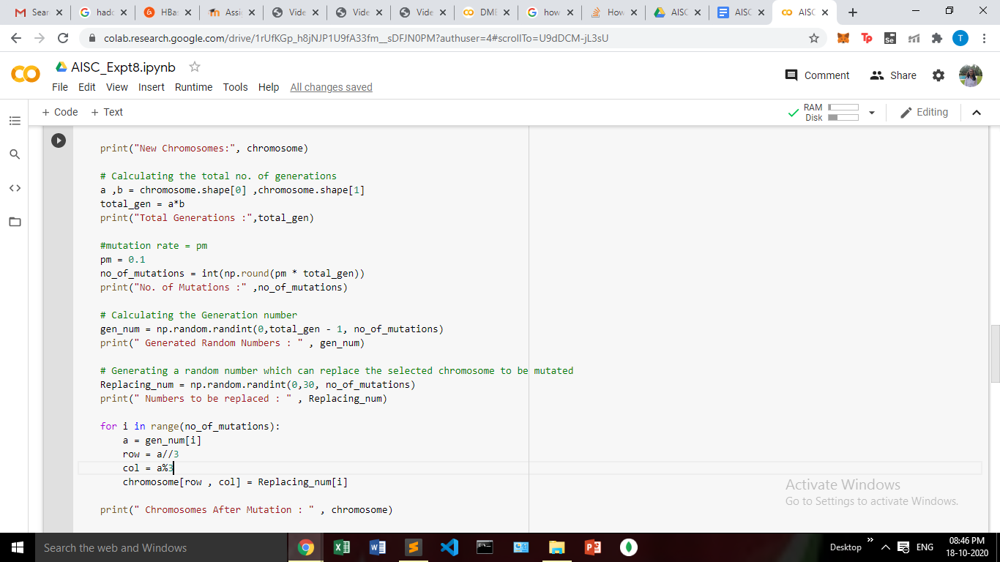 Sear
hado
HBas
Assi
Vide
Vide
Vide
DME
how
How
AISC
AISC
AISC
colab.research.google.com/drive/1rUfKGp_h8jNJP1U9fA33fm__sDFJN0PM?authuser=4#scrollTo=U9dDCM-jL3sU
Tp
Se
T
AISC_Expt8.ipynb
File Edit View Insert Runtime Tools Help All changes saved
Comment
Share
+ Code + Text
RAM
Disk
Editing
print("New Chromosomes:", chromosome)
# Calculating the total no. of generations
a ,b = chromosome.shape[0] ,chromosome.shape[1]
total_gen = a*b
print("Total Generations :",total_gen)
#mutation rate = pm
pm = 0.1
no_of_mutations = int(np.round(pm * total_gen))
print("No. of Mutations :" ,no_of_mutations)
# Calculating the Generation number
gen_num = np.random.randint(0,total_gen - 1, no_of_mutations)
print(" Generated Random Numbers : " , gen_num)
# Generating a random number which can replace the selected chromosome to be mutated
Replacing_num = np.random.randint(0,30, no_of_mutations)
print(" Numbers to be replaced : " , Replacing_num)
for i in range(no_of_mutations):
    a = gen_num[i]
    row = a//3
    col = a%3
    chromosome[row , col] = Replacing_num[i]
print(" Chromosomes After Mutation : " , chromosome)
Activate Windows
Go to Settings to activate Windows.
Search the web and Windows
Desktop
ENG
08:46 PM
18-10-2020